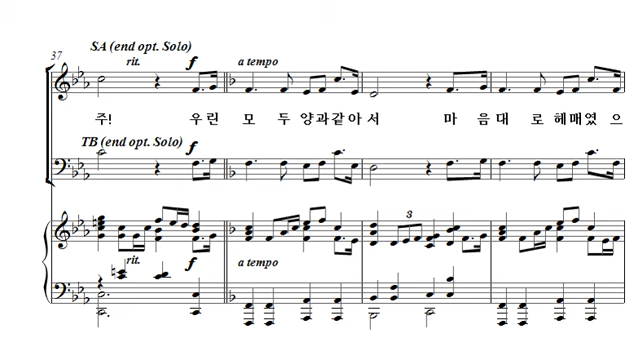 SA (end opt. Solo)
37 rit. f a tempo
주! 우린 모 두 양과같아서 마 음대 로헤매였으
TB (end opt. Solo)
f
3
rit. f a tempo